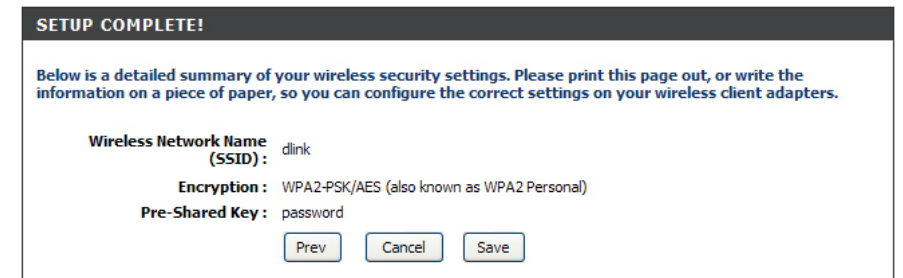 SETUP COMPLETE!
Below is a detailed summary of your wireless security settings. Please print this page out, or write the
information on a piece of paper, so you can configure the correct settings on your wireless client adapters.
Wireless Network Name
(SSID) : dlink
Encryption : WPA2-PSK/AES (also known as WPA2 Personal)
Pre-Shared Key : password
Prev Cancel Save